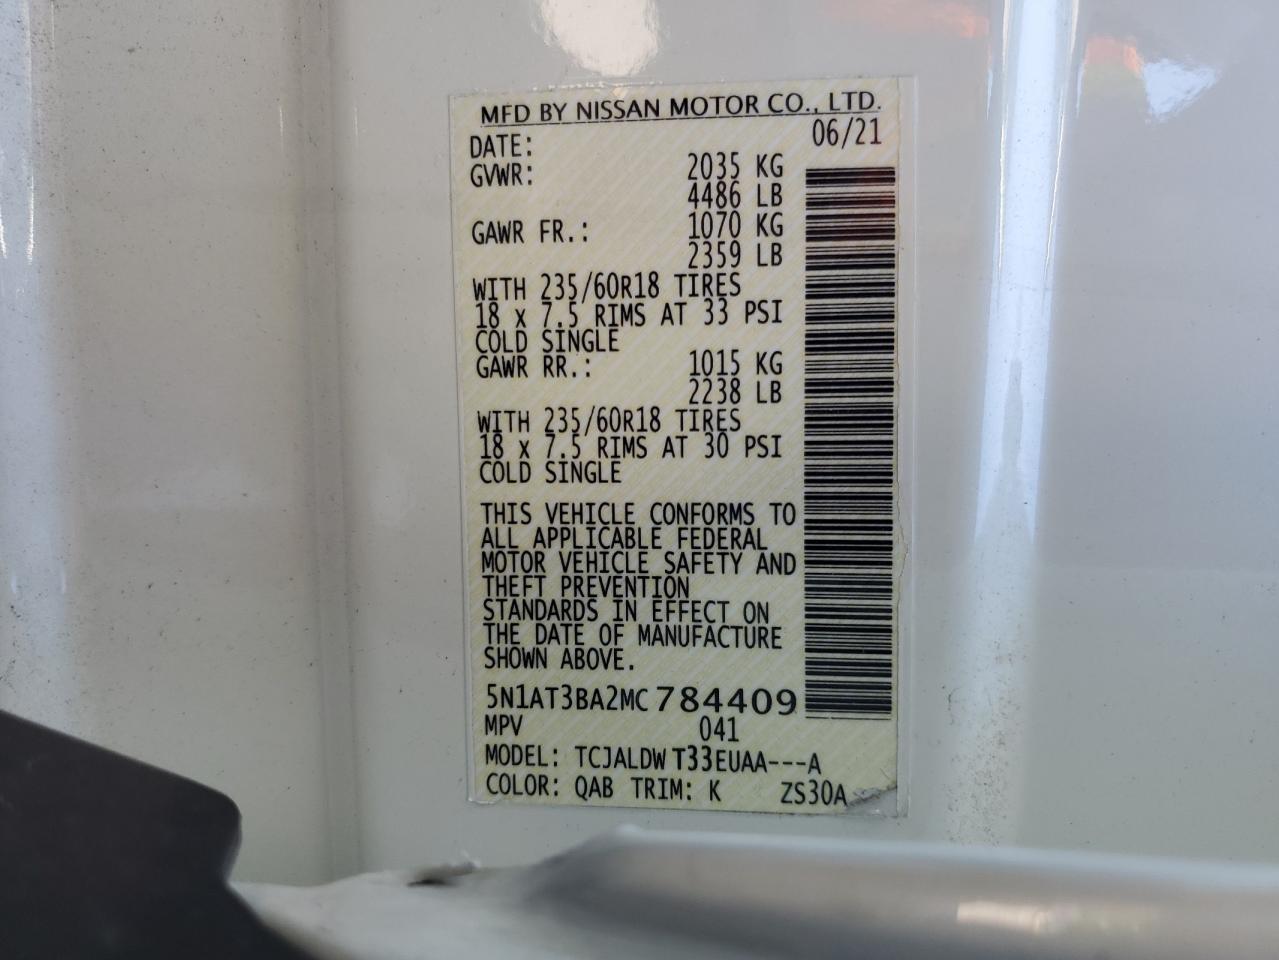 MFD BY NISSAN MOTOR CO., LTD.
DATE: 06/21
GVWR: 2035 KG
4486 LB
GAWR FR.: 1070 KG
2359 LB
WITH 235/60R18 TIRES
18 x 7.5 RIMS AT 33 PSI
COLD SINGLE
GAWR RR.: 1015 KG
2238 LB
WITH 235/60R18 TIRES
18 x 7.5 RIMS AT 30 PSI
COLD SINGLE
THIS VEHICLE CONFORMS TO
ALL APPLICABLE FEDERAL
MOTOR VEHICLE SAFETY AND
THEFT PREVENTION
STANDARDS IN EFFECT ON
THE DATE OF MANUFACTURE
SHOWN ABOVE.
5N1AT3BA2MC784409
MPV 041
MODEL: TCJALDW T33EUAA---A
COLOR: QAB TRIM: K ZS30A